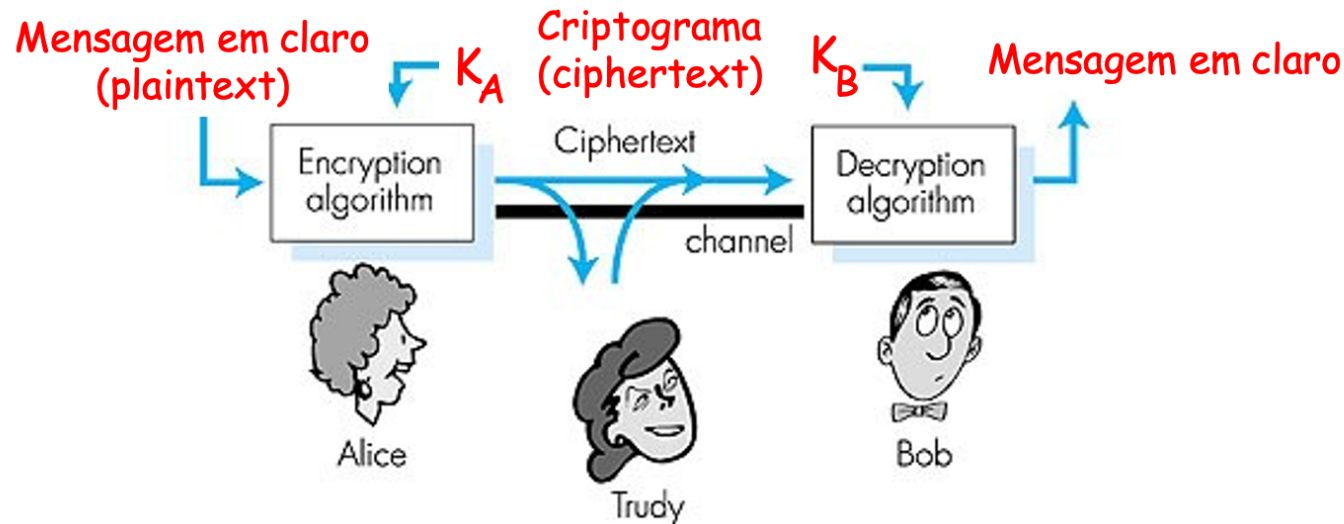 Mensagem em claro
(plaintext)
K_A
Criptograma
(ciphertext)
K_B
Mensagem em claro
Encryption
algorithm
Ciphertext
channel
Decryption
algorithm
Alice
Trudy
Bob